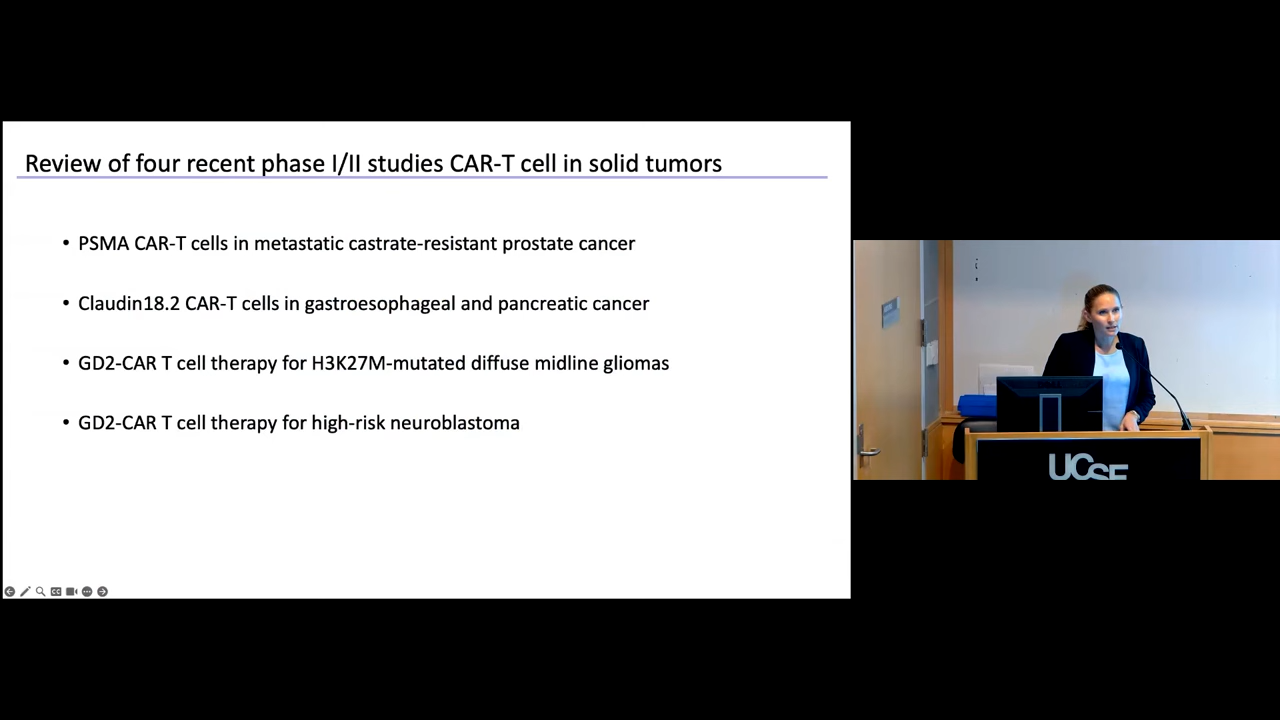 Review of four recent phase I/II studies CAR-T cell in solid tumors
• PSMA CAR-T cells in metastatic castrate-resistant prostate cancer
• Claudin18.2 CAR-T cells in gastroesophageal and pancreatic cancer
• GD2-CAR T cell therapy for H3K27M-mutated diffuse midline gliomas
• GD2-CAR T cell therapy for high-risk neuroblastoma
UCSF